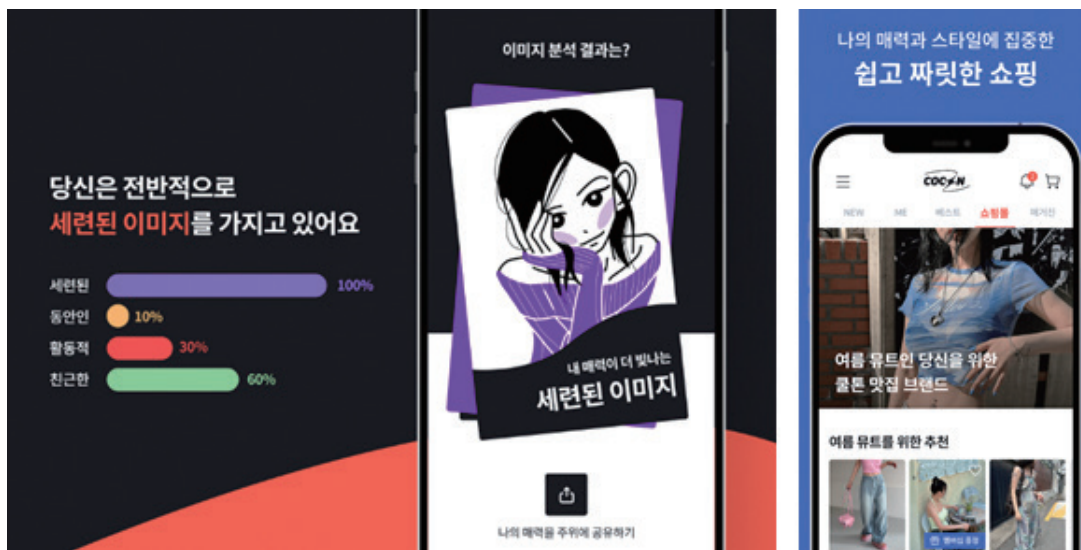 당신은 전반적으로
세련된 이미지를 가지고 있어요
세련된 100%
동안인 10%
활동적 30%
친근한 60%
이미지 분석 결과는?
내 매력이 더 빛나는
세련된 이미지
나의 매력을 주위에 공유하기
나의 매력과 스타일에 집중한
쉽고 짜릿한 쇼핑
COCON
NEW ME 베스트 쇼핑몰 매거진
여름 뮤트인 당신을 위한
쿨톤 맛집 브랜드
여름 뮤트를 위한 추천